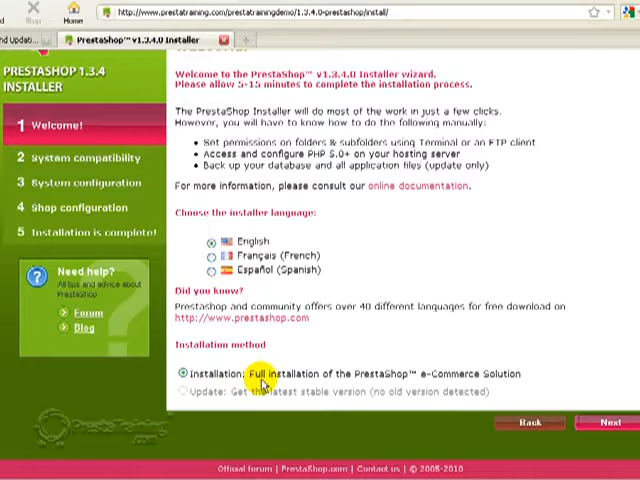 Stop
Home
http://www.prestatraining.com/prestatrainingdemo/1.3.4.0-prestashop/install/
nd Updati...
PrestaShop™ v1.3.4.0 Installer
PRESTASHOP 1.3.4
INSTALLER
1 Welcome!
2 System compatibility
3 System configuration
4 Shop configuration
5 Installation is complete!
Need help?
All tips and advice about
PrestaShop
Forum
Blog
PrestaTraining
.com
Welcome to the PrestaShop™ v1.3.4.0 Installer wizard.
Please allow 5-15 minutes to complete the installation process.
The PrestaShop Installer will do most of the work in just a few clicks.
However, you will have to know how to do the following manually:
Set permissions on folders & subfolders using Terminal or an FTP client
Access and configure PHP 5.0+ on your hosting server
Back up your database and all application files (update only)
For more information, please consult our online documentation.
Choose the installer language:
English
Français (French)
Español (Spanish)
Did you know?
Prestashop and community offers over 40 different languages for free download on
http://www.prestashop.com
Installation method
Installation: Full installation of the PrestaShop™ e-Commerce Solution
Update: Get the latest stable version (no old version detected)
Back
Next
Official forum | PrestaShop.com | Contact us | © 2005-2010